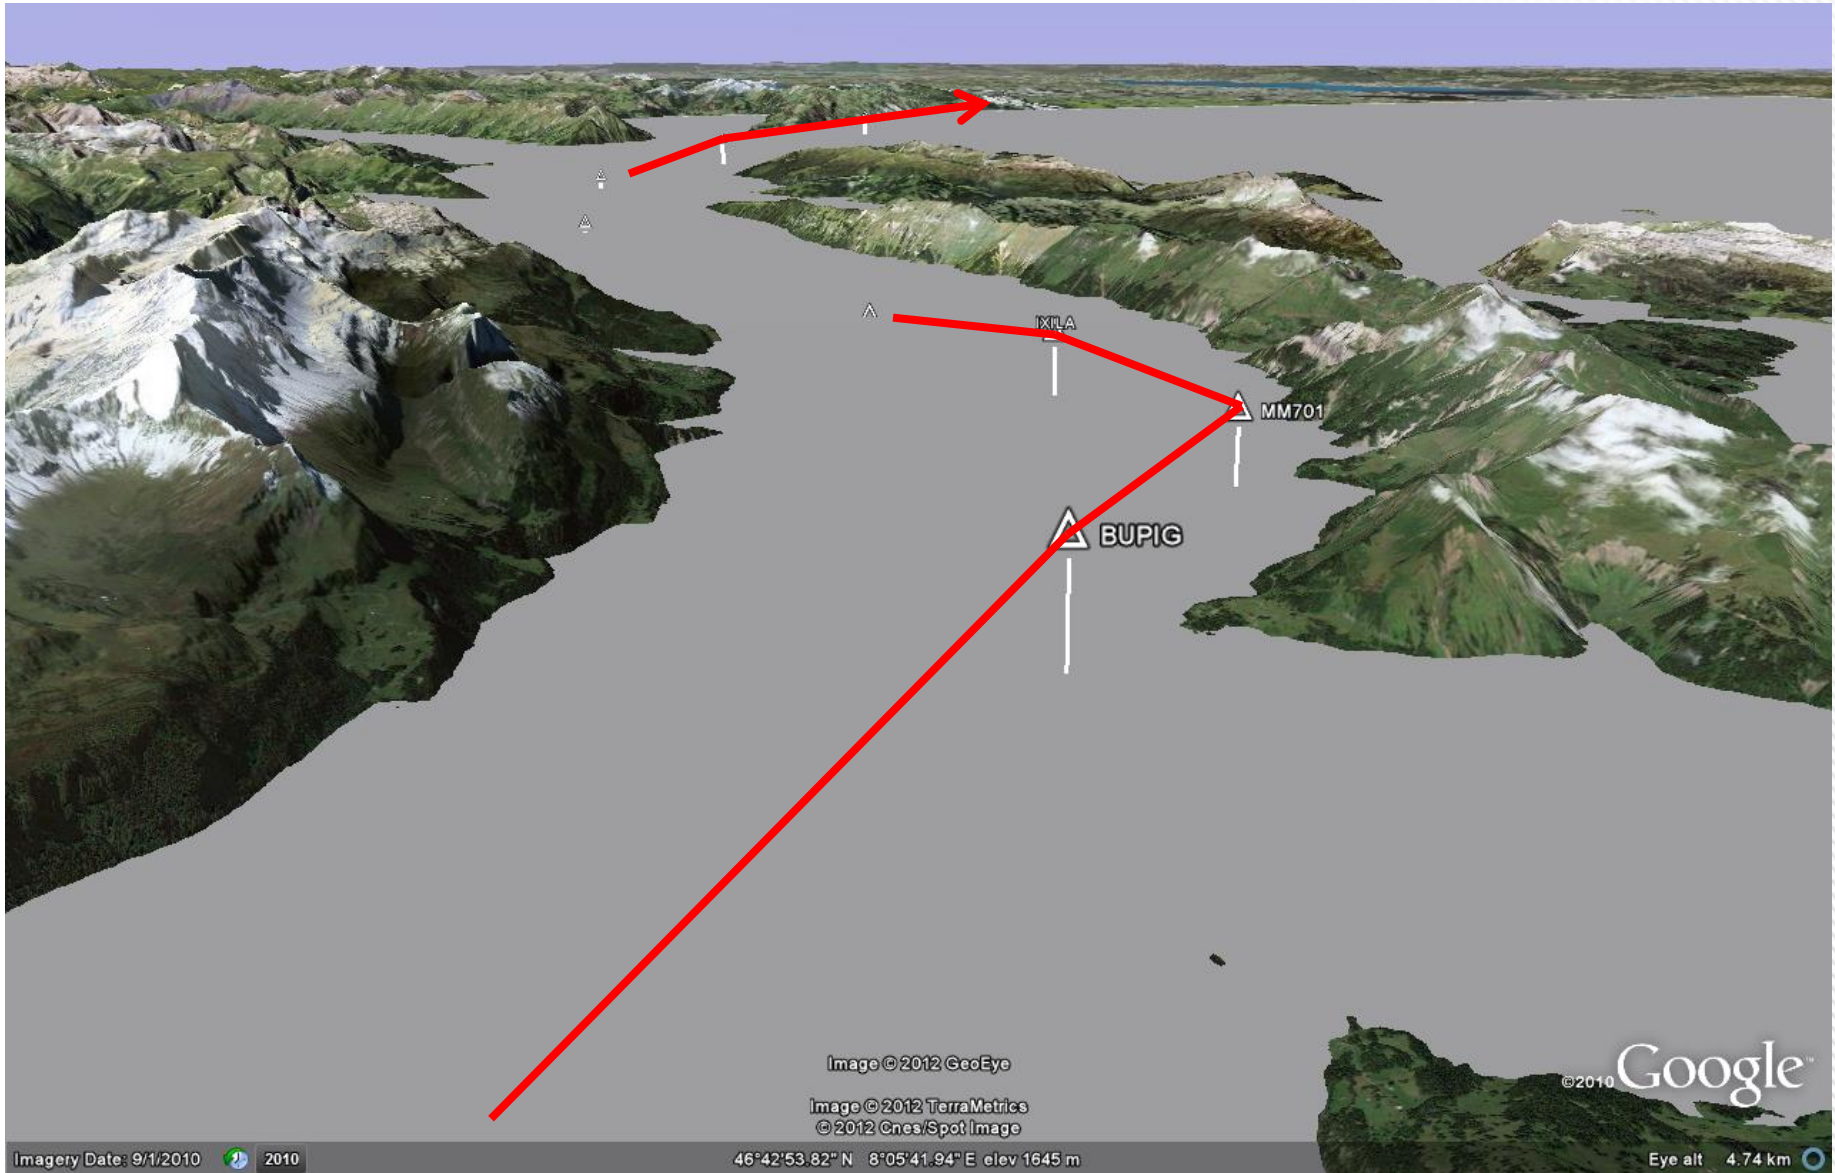 IXILA
MM701
BUPIG
Image © 2012 GeoEye
©2010 Google™
Image © 2012 TerraMetrics
© 2012 Cnes/Spot Image
Imagery Date: 9/1/2010 2010 46°42'53.82" N 8°05'41.94" E elev 1645 m Eye alt 4.74 km